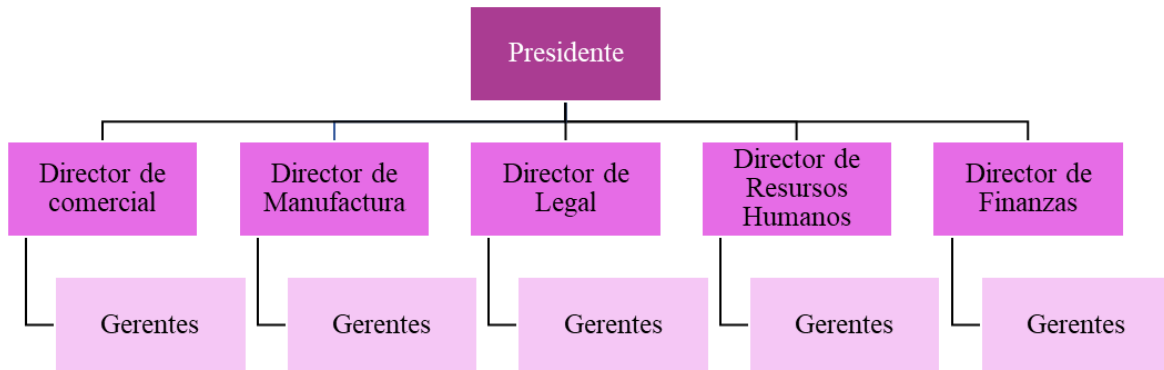 Presidente
Director de
comercial
Director de
Manufactura
Director de
Legal
Director de
Resursos
Humanos
Director de
Finanzas
Gerentes
Gerentes
Gerentes
Gerentes
Gerentes